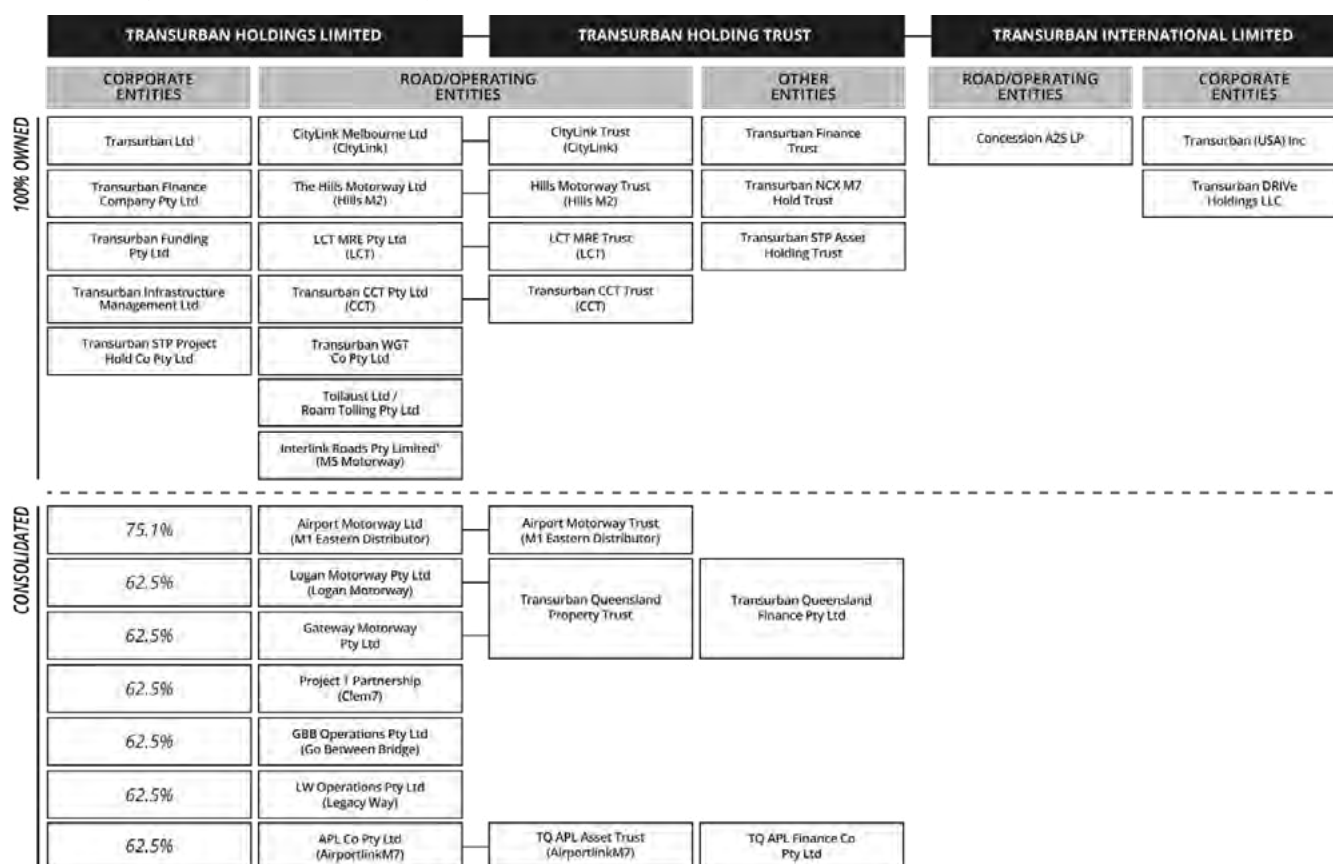 TRANSURBAN HOLDINGS LIMITED
TRANSURBAN HOLDING TRUST
TRANSURBAN INTERNATIONAL LIMITED
CORPORATE
ENTITIES
ROAD/OPERATING
ENTITIES
OTHER
ENTITIES
ROAD/OPERATING
ENTITIES
CORPORATE
ENTITIES
100% OWNED
Transurban Ltd
CityLink Melbourne Ltd
(CityLink)
CityLink Trust
(CityLink)
Transurban Finance
Trust
Concession A25 LP
Transurban (USA) Inc
Transurban Finance
Company Pty Ltd
The Hills Motorway Ltd
(Hills M2)
Hills Motorway Trust
(Hills M2)
Transurban NCX M7
Hold Trust
Transurban DRIVe
Holdings LLC
Transurban Funding
Pty Ltd
LCT MRE Pty Ltd
(LCT)
LCT MRE Trust
(LCT)
Transurban STP Asset
Holding Trust
Transurban Infrastructure
Management Ltd
Transurban CCT Pty Ltd
(CCT)
Transurban CCT Trust
(CCT)
Transurban STP Project
Hold Co Pty Ltd
Transurban WGT
Co Pty Ltd
Tollaust Ltd /
Roam Tolling Pty Ltd
Interlink Roads Pty Limited¹
(M5 Motorway)
CONSOLIDATED
75.1%
Airport Motorway Ltd
(M1 Eastern Distributor)
Airport Motorway Trust
(M1 Eastern Distributor)
62.5%
Logan Motorway Pty Ltd
(Logan Motorway)
Transurban Queensland
Property Trust
Transurban Queensland
Finance Pty Ltd
62.5%
Gateway Motorway
Pty Ltd
62.5%
Project T Partnership
(Clem7)
62.5%
GBB Operations Pty Ltd
(Go Between Bridge)
62.5%
LW Operations Pty Ltd
(Legacy Way)
62.5%
APL Co Pty Ltd
(AirportlinkM7)
TQ APL Asset Trust
(AirportlinkM7)
TQ APL Finance Co
Pty Ltd